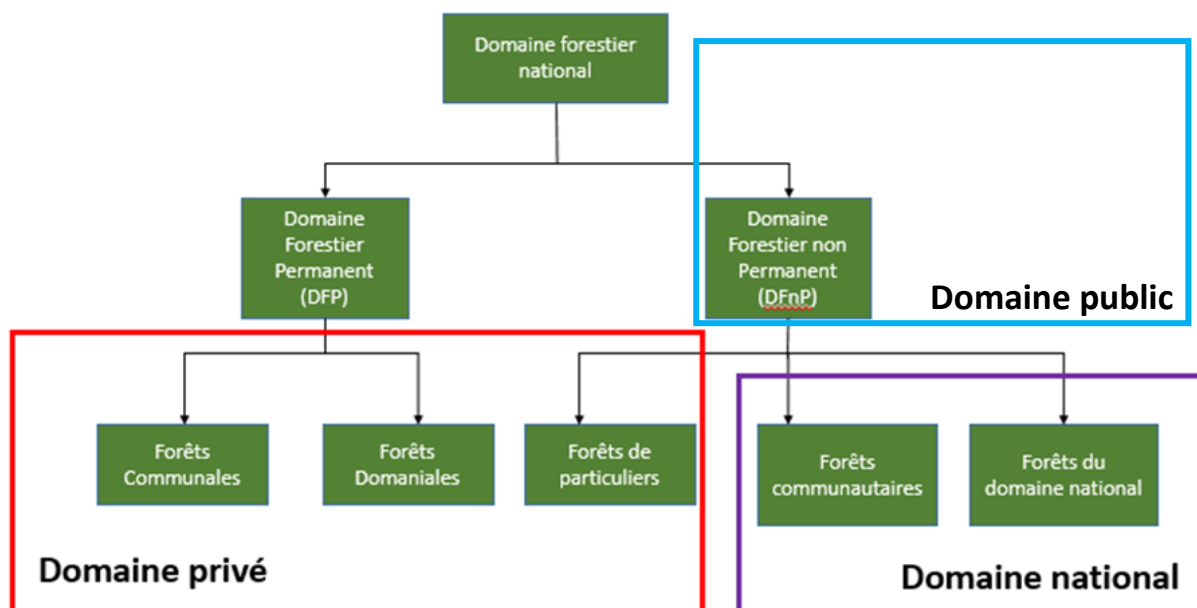 Domaine forestier
national
Domaine
Forestier
Permanent
(DFP)
Domaine
Forestier non
Permanent
(DFnP)
Domaine public
Forêts
Communales
Forêts
Domaniales
Forêts de
particuliers
Forêts
communautaires
Forêts du
domaine national
Domaine privé
Domaine national